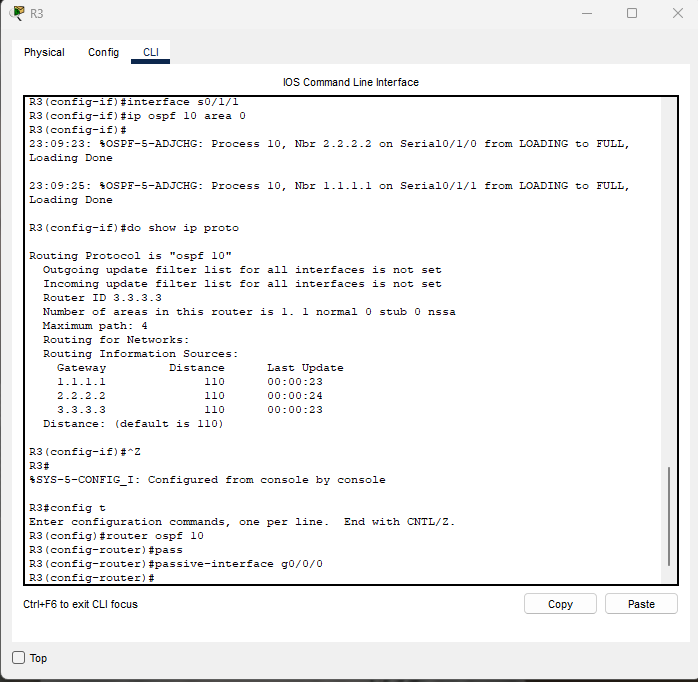 R3
Physical Config CLI
IOS Command Line Interface
R3(config-if)#interface s0/1/1
R3(config-if)#ip ospf 10 area 0
R3(config-if)#
23:09:23: %OSPF-5-ADJCHG: Process 10, Nbr 2.2.2.2 on Serial0/1/0 from LOADING to FULL,
Loading Done
23:09:25: %OSPF-5-ADJCHG: Process 10, Nbr 1.1.1.1 on Serial0/1/1 from LOADING to FULL,
Loading Done
R3(config-if)#do show ip proto
Routing Protocol is "ospf 10"
Outgoing update filter list for all interfaces is not set
Incoming update filter list for all interfaces is not set
Router ID 3.3.3.3
Number of areas in this router is 1. 1 normal 0 stub 0 nssa
Maximum path: 4
Routing for Networks:
Routing Information Sources:
Gateway Distance Last Update
1.1.1.1 110 00:00:23
2.2.2.2 110 00:00:24
3.3.3.3 110 00:00:23
Distance: (default is 110)
R3(config-if)#^Z
R3#
%SYS-5-CONFIG_I: Configured from console by console
R3#config t
Enter configuration commands, one per line. End with CNTL/Z.
R3(config)#router ospf 10
R3(config-router)#pass
R3(config-router)#passive-interface g0/0/0
R3(config-router)#
Ctrl+F6 to exit CLI focus
Copy Paste
Top